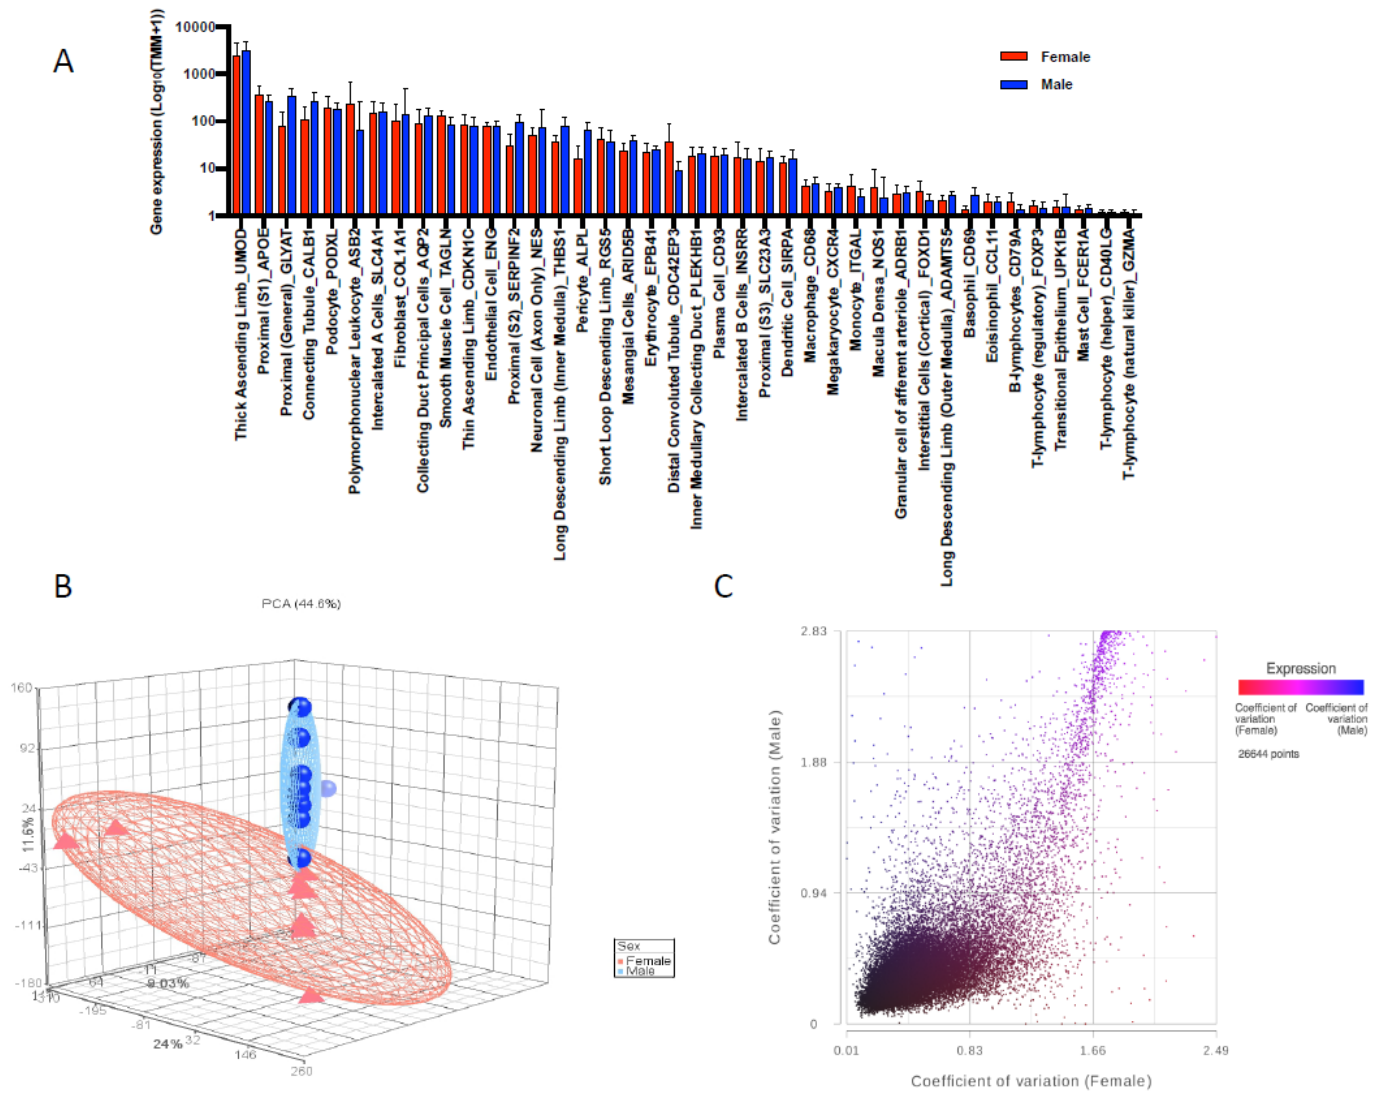 A
Gene expression (Log10(TMM+1))
10000
1000
100
10
1
Female
Male
Thick Ascending Limb_UMOD
Proximal (S1)_APOE
Proximal (General)_GLYAT
Connecting Tubule_CALB1
Podocyte_PODXL
Polymorphonuclear Leukocyte_ASB2
Intercalated A Cells_SLC4A1
Fibroblast_COL1A1
Collecting Duct Principal Cells_AQP2
Smooth Muscle Cell_TAGLN
Thin Ascending Limb_CDKN1C
Endothelial Cell_ENG
Proximal (S2)_SERPINF2
Neuronal Cell (Axon Only)_NES
Long Descending Limb (Inner Medulla)_THBS1
Pericyte_ALPL
Short Loop Descending Limb_RGS5
Mesangial Cells_ARID5B
Erythrocyte_EPB41
Distal Convoluted Tubule_CDC42EP3
Inner Medullary Collecting Duct_PLEKHB1
Plasma Cell_CD93
Intercalated B Cells_INSRR
Proximal (S3)_SLC23A3
Dendritic Cell_SIRPA
Macrophage_CD68
Megakaryocyte_CXCR4
Monocyte_ITGAL
Macula Densa_NOS1
Granular cell of afferent arteriole_ADRB1
Interstitial Cells (Cortical)_FOXD1
Long Descending Limb (Outer Medulla)_ADAMTS5
Basophil_CD69
Eosinophil_CCL11
B-lymphocytes_CD79A
T-lymphocyte (regulatory)_FOXP3
Transitional Epithelium_UPK1B
Mast Cell_FCER1A
T-lymphocyte (helper)_CD40LG
T-lymphocyte (natural killer)_GZMA
B
PCA (44.6%)
160
92
24
11.6%
-43
-111
-180
64
11
9.03%
-195
-81
24%
32
146
260
Sex
Female
Male
C
2.83
1.88
0.94
0
Coefficient of variation (Male)
0.01
0.83
1.66
2.49
Coefficient of variation (Female)
Expression
Coefficient of
variation
(Female)
Coefficient of
variation
(Male)
26644 points